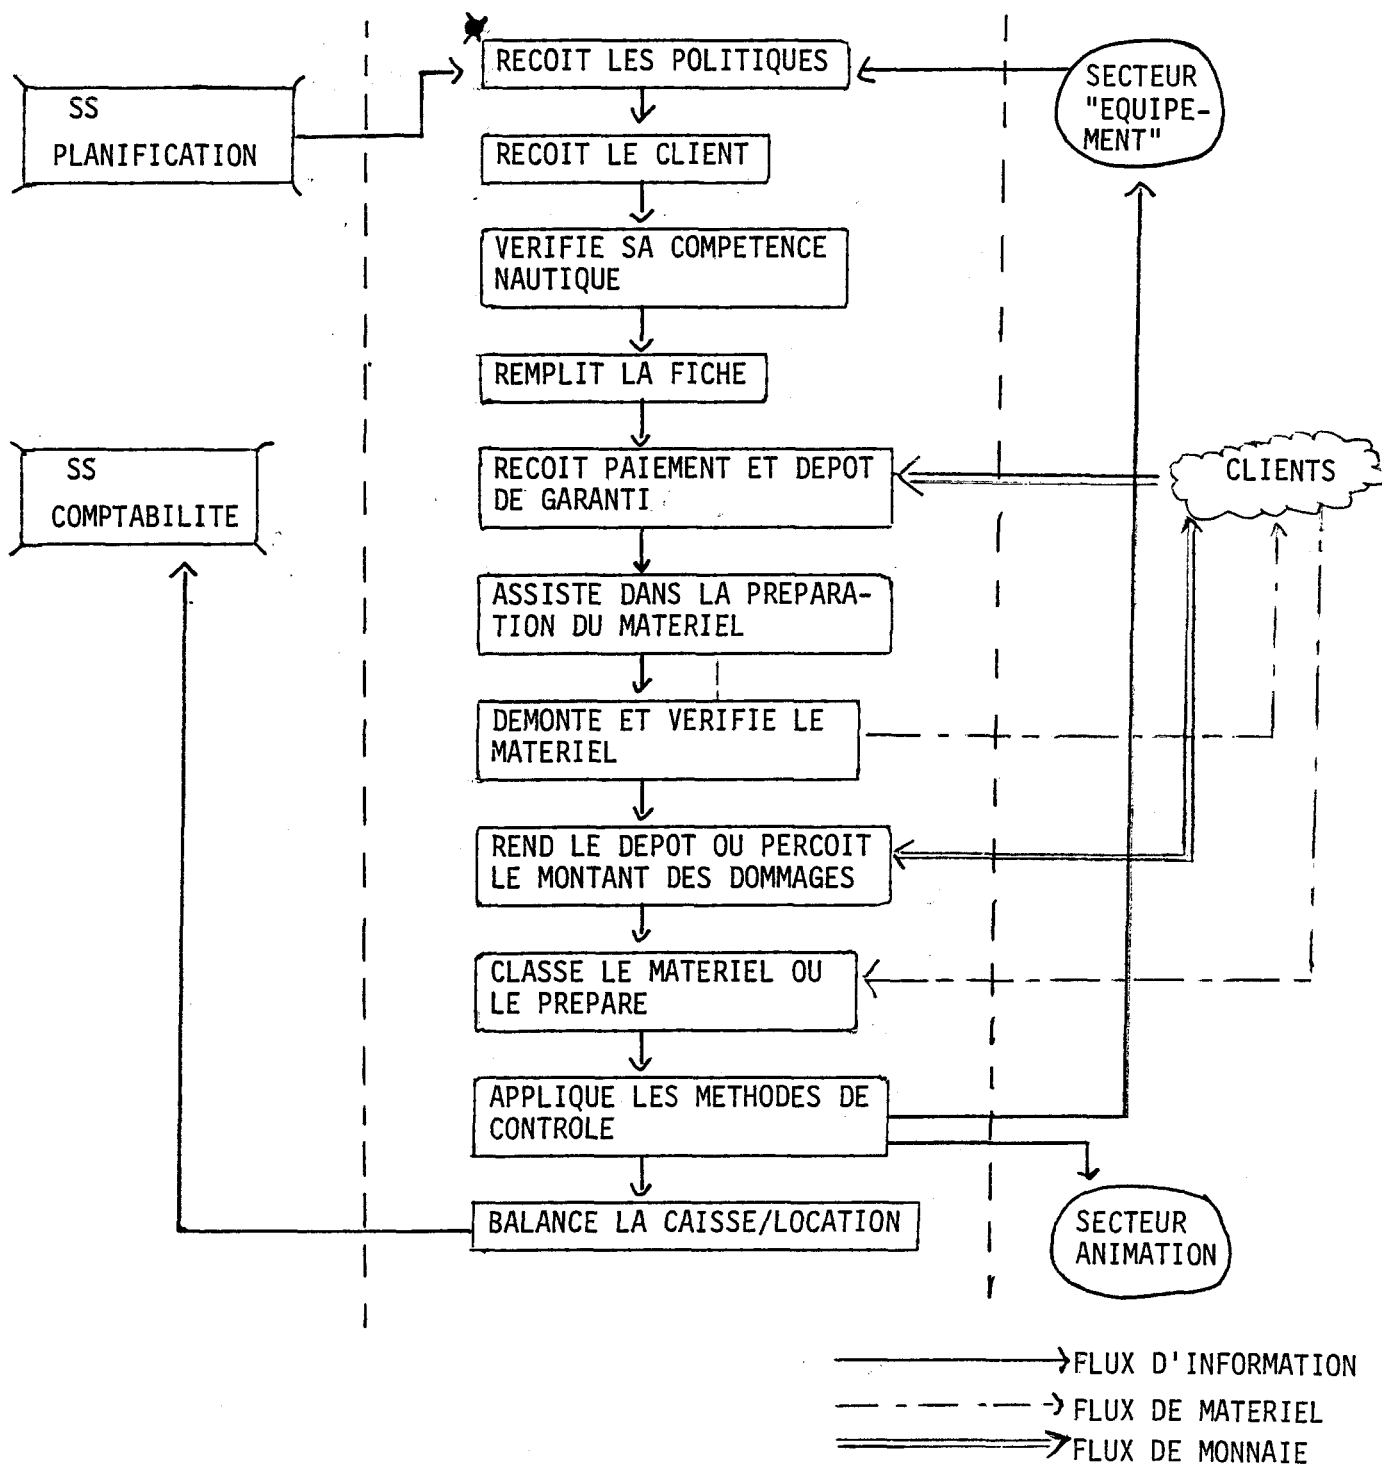 RECOIT LES POLITIQUES
SS
PLANIFICATION
SECTEUR
"EQUIPE-
MENT"
RECOIT LE CLIENT
VERIFIE SA COMPETENCE
NAUTIQUE
REMPLIT LA FICHE
SS
COMPTABILITE
RECOIT PAIEMENT ET DEPOT
DE GARANTI
CLIENTS
ASSISTE DANS LA PREPARA-
TION DU MATERIEL
DEMONTE ET VERIFIE LE
MATERIEL
REND LE DEPOT OU PERCOIT
LE MONTANT DES DOMMAGES
CLASSE LE MATERIEL OU
LE PREPARE
APPLIQUE LES METHODES DE
CONTROLE
BALANCE LA CAISSE/LOCATION
SECTEUR
ANIMATION
FLUX D'INFORMATION
FLUX DE MATERIEL
FLUX DE MONNAIE